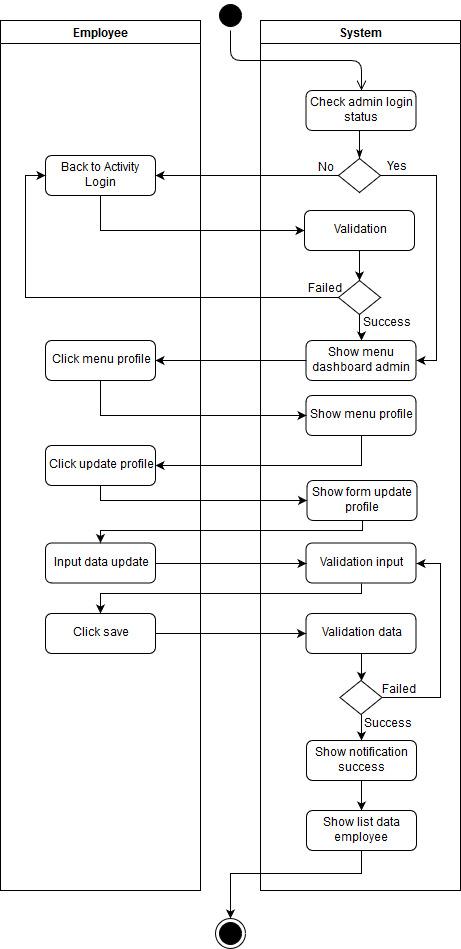 Employee
System
Check admin login
status
No
Yes
Back to Activity
Login
Validation
Failed
Success
Click menu profile
Show menu
dashboard admin
Show menu profile
Click update profile
Show form update
profile
Input data update
Validation input
Click save
Validation data
Failed
Success
Show notification
success
Show list data
employee